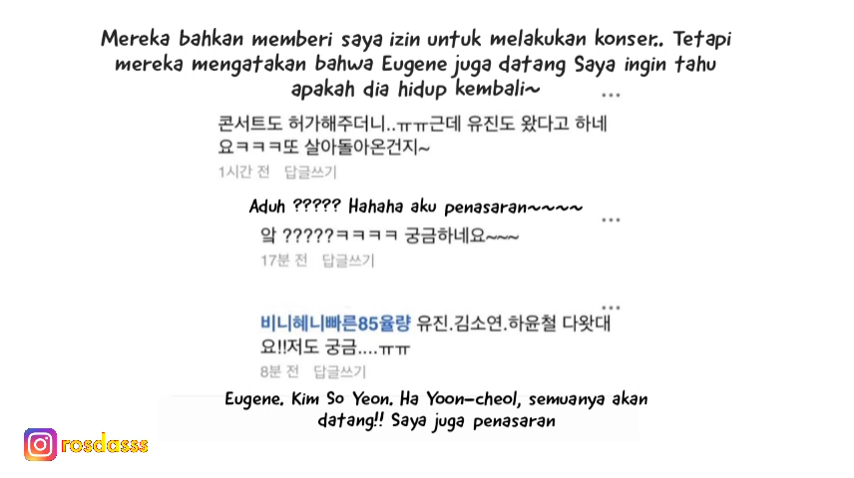 Mereka bahkan memberi saya izin untuk melakukan konser.. Tetapi
mereka mengatakan bahwa Eugene juga datang Saya ingin tahu
apakah dia hidup kembali~
콘서트도 허가해주더니..ㅠㅠ근데 유진도 왔다고 하네
요ㅋㅋㅋ또 살아돌아온건지~
1시간 전 답글쓰기
Aduh ????? Hahaha aku penasaran~~~~
앜 ?????ㅋㅋㅋㅋ 궁금하네요~~~
17분 전 답글쓰기
비니혜니빠른85율량 유진.김소연.하윤철 다왓대
요!!저도 궁금....ㅠㅠ
8분 전 답글쓰기
Eugene. Kim So Yeon. Ha Yoon-cheol, semuanya akan
datang!! Saya juga penasaran
rosdasss